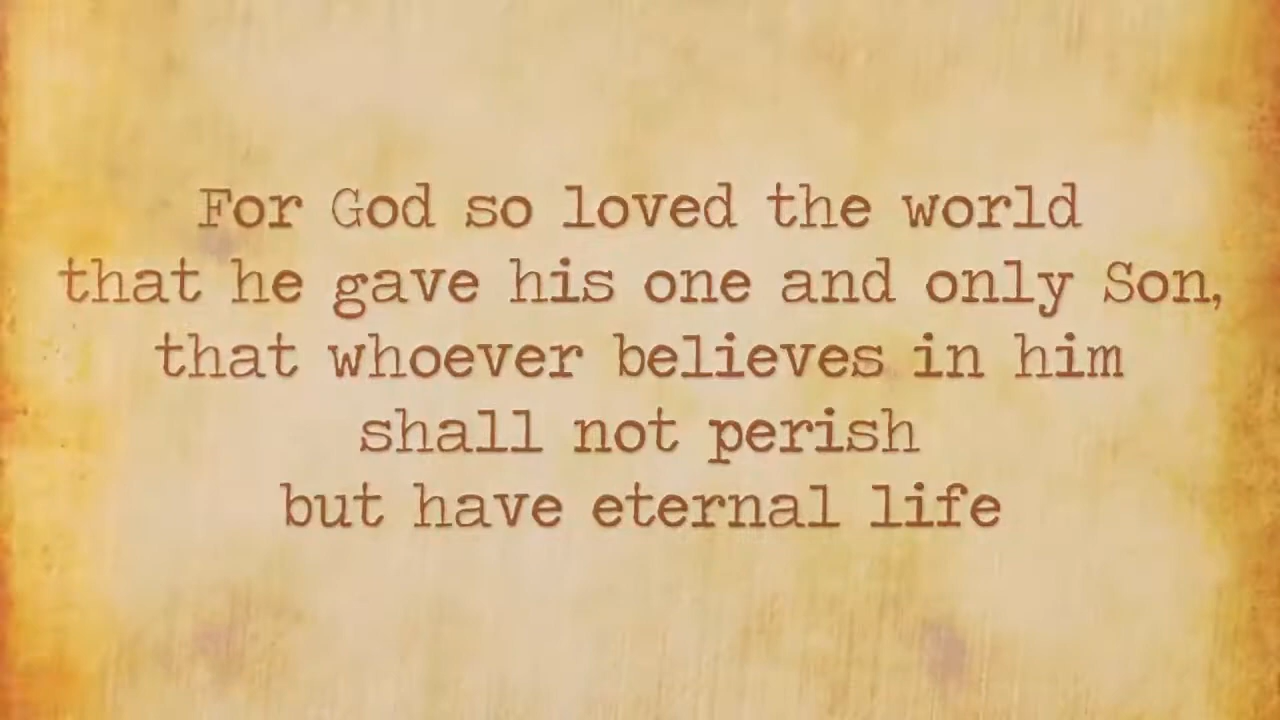 For God so loved the world
that he gave his one and only Son,
that whoever believes in him
shall not perish
but have eternal life